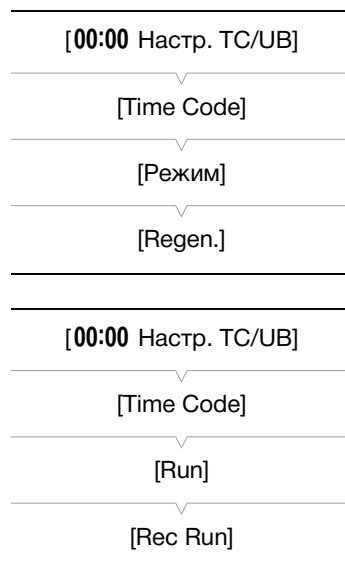 [00:00 Настр. TC/UB]
[Time Code]
[Режим]
[Regen.]
[00:00 Настр. TC/UB]
[Time Code]
[Run]
[Rec Run]